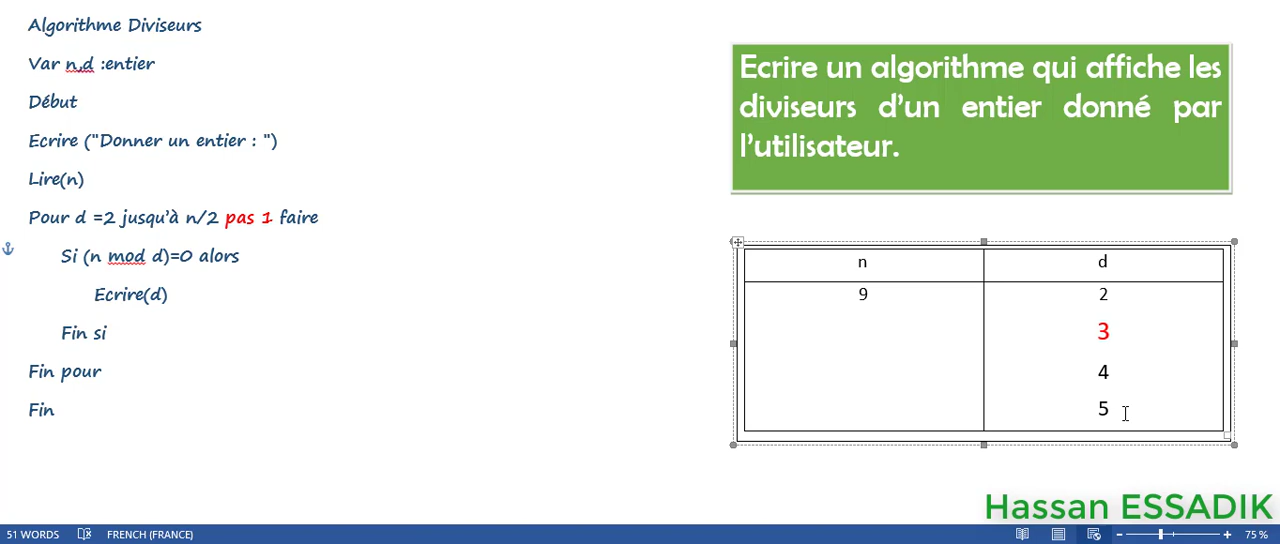 Algorithme Diviseurs
Var n,d :entier
Début
Ecrire ("Donner un entier : ")
Lire(n)
Pour d =2 jusqu'à n/2 pas 1 faire
Si (n mod d)=0 alors
Ecrire(d)
Fin si
Fin pour
Fin
Ecrire un algorithme qui affiche les
diviseurs d'un entier donné par
l'utilisateur.
n d
9 2
3
4
5
Hassan ESSADIK
51 WORDS FRENCH (FRANCE) 75 %